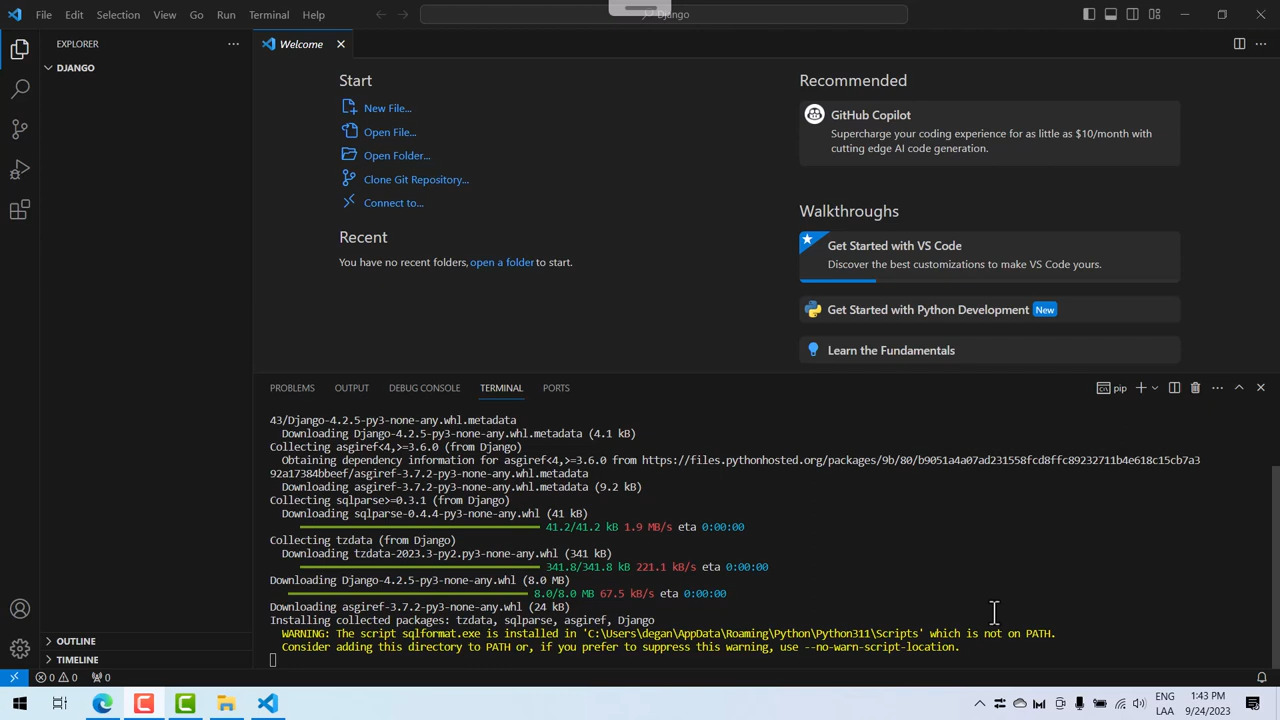 File Edit Selection View Go Run Terminal Help
Django
EXPLORER
DJANGO
Welcome
Start
New File...
Open File...
Open Folder...
Clone Git Repository...
Connect to...
Recent
You have no recent folders, open a folder to start.
Recommended
GitHub Copilot
Supercharge your coding experience for as little as $10/month with
cutting edge AI code generation.
Walkthroughs
Get Started with VS Code
Discover the best customizations to make VS Code yours.
Get Started with Python Development New
Learn the Fundamentals
PROBLEMS OUTPUT DEBUG CONSOLE TERMINAL PORTS
pip
43/Django-4.2.5-py3-none-any.whl.metadata
Downloading Django-4.2.5-py3-none-any.whl.metadata (4.1 kB)
Collecting asgiref<4,>=3.6.0 (from Django)
Obtaining dependency information for asgiref<4,>=3.6.0 from https://files.pythonhosted.org/packages/9b/80/b9051a4a07ad231558fcd8ffc89232711b4e618c15cb7a3
92a17384bbeef/asgiref-3.7.2-py3-none-any.whl.metadata
Downloading asgiref-3.7.2-py3-none-any.whl.metadata (9.2 kB)
Collecting sqlparse>=0.3.1 (from Django)
Downloading sqlparse-0.4.4-py3-none-any.whl (41 kB)
41.2/41.2 kB 1.9 MB/s eta 0:00:00
Collecting tzdata (from Django)
Downloading tzdata-2023.3-py2.py3-none-any.whl (341 kB)
341.8/341.8 kB 221.1 kB/s eta 0:00:00
Downloading Django-4.2.5-py3-none-any.whl (8.0 MB)
8.0/8.0 MB 67.5 kB/s eta 0:00:00
Downloading asgiref-3.7.2-py3-none-any.whl (24 kB)
Installing collected packages: tzdata, sqlparse, asgiref, Django
WARNING: The script sqlformat.exe is installed in 'C:\Users\degan\AppData\Roaming\Python\Python311\Scripts' which is not on PATH.
Consider adding this directory to PATH or, if you prefer to suppress this warning, use --no-warn-script-location.
OUTLINE
TIMELINE
0 0 0
ENG
LAA
1:43 PM
9/24/2023